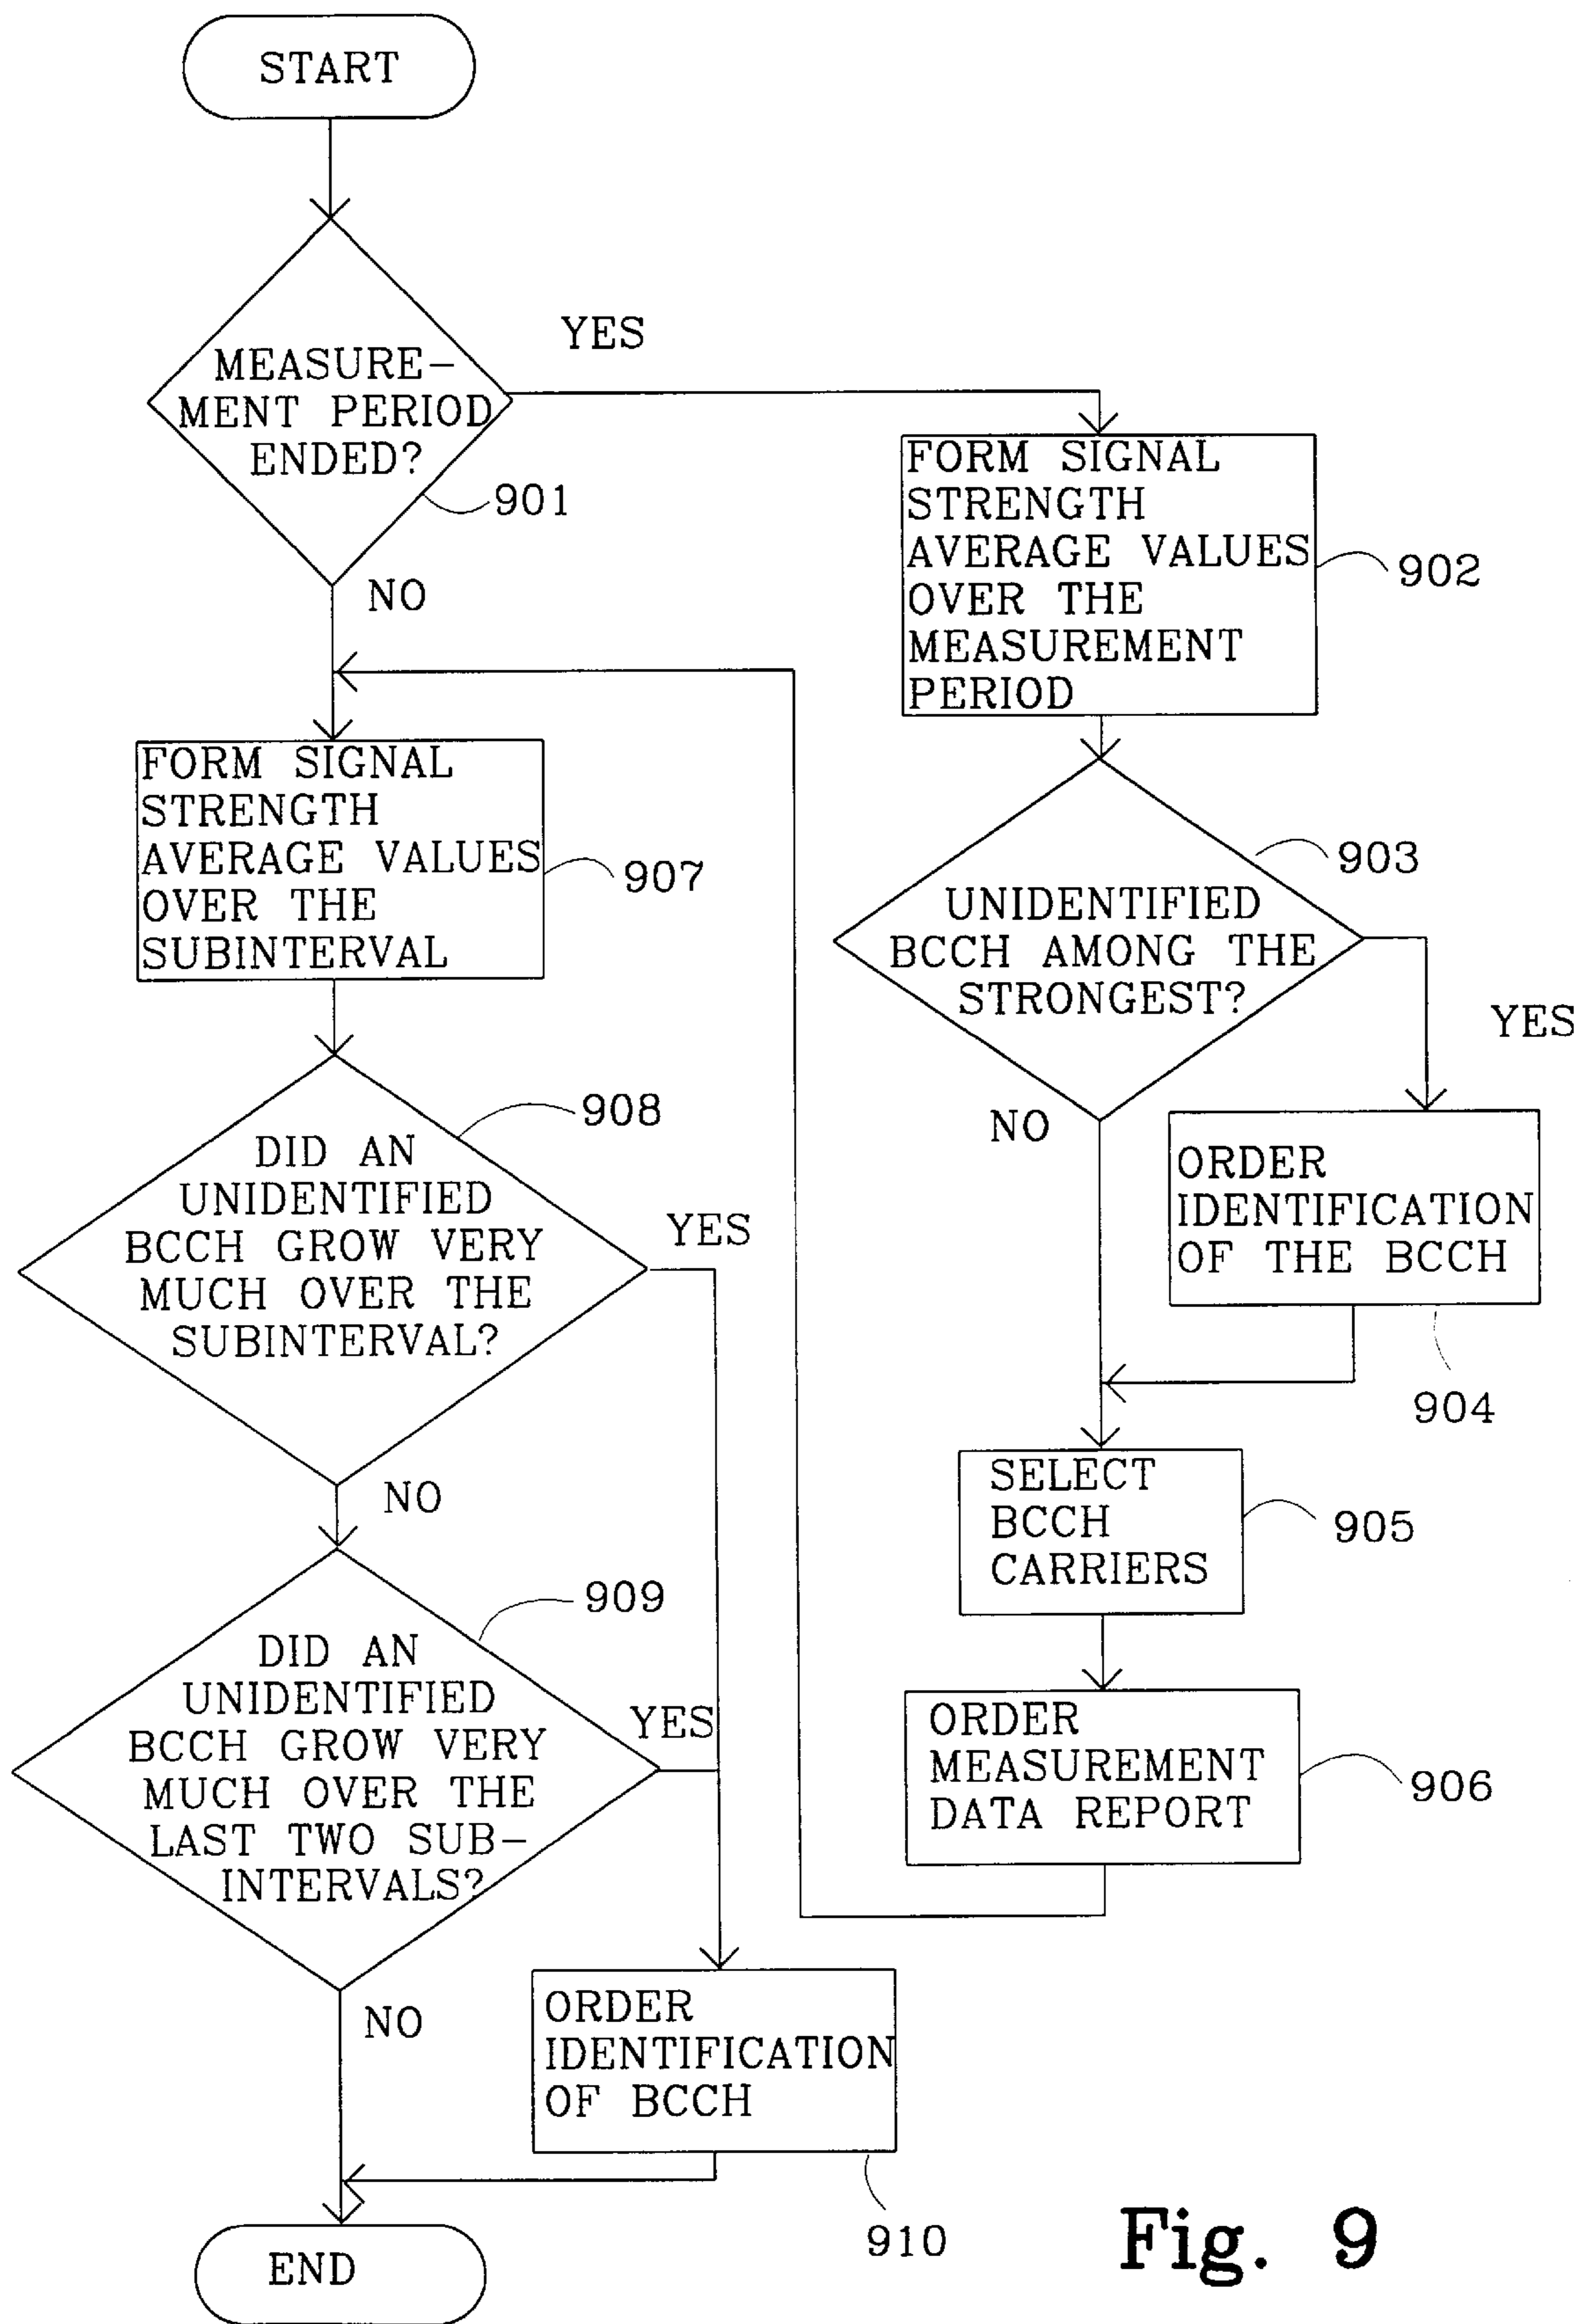 START
MEASURE-
MENT PERIOD
ENDED?
901
YES
NO
FORM SIGNAL
STRENGTH
AVERAGE VALUES
OVER THE
MEASUREMENT
PERIOD
902
UNIDENTIFIED
BCCH AMONG THE
STRONGEST?
903
YES
NO
ORDER
IDENTIFICATION
OF THE BCCH
904
SELECT
BCCH
CARRIERS
905
ORDER
MEASUREMENT
DATA REPORT
906
FORM SIGNAL
STRENGTH
AVERAGE VALUES
OVER THE
SUBINTERVAL
907
DID AN
UNIDENTIFIED
BCCH GROW VERY
MUCH OVER THE
SUBINTERVAL?
908
YES
NO
DID AN
UNIDENTIFIED
BCCH GROW VERY
MUCH OVER THE
LAST TWO SUB-
INTERVALS?
909
YES
NO
ORDER
IDENTIFICATION
OF BCCH
910
END
Fig. 9